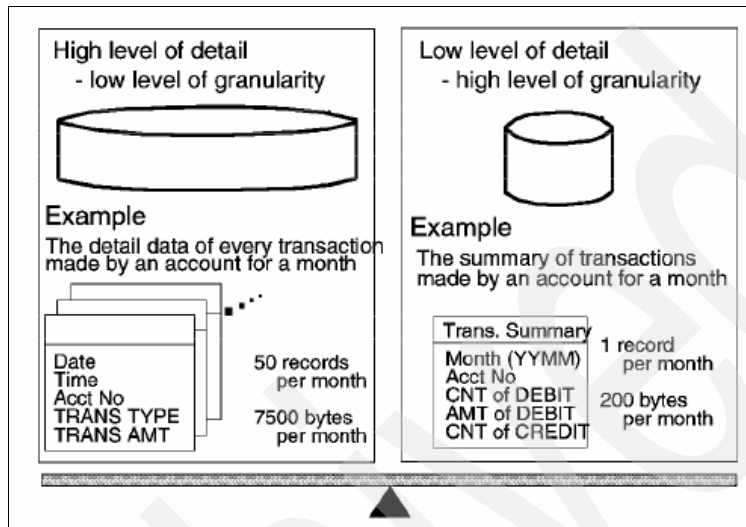 High level of detail
- low level of granularity
Example
The detail data of every transaction
made by an account for a month
Date
Time
Acct No
TRANS TYPE
TRANS AMT
50 records
per month
7500 bytes
per month
Low level of detail
- high level of granularity
Example
The summary of transactions
made by an account for a month
Trans. Summary
Month (YYMM)
Acct No
CNT of DEBIT
AMT of DEBIT
CNT of CREDIT
1 record
per month
200 bytes
per month